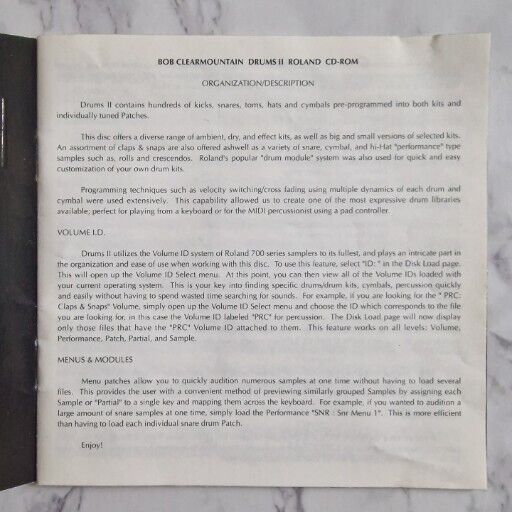 BOB CLEARMOUNTAIN DRUMS II ROLAND CD-ROM
ORGANIZATION/DESCRIPTION
Drums II contains hundreds of kicks, snares, toms, hats and cymbals pre-programmed into both kits and
individually tuned Patches.
This disc offers a diverse range of ambient, dry, and effect kits, as well as big and small versions of selected kits.
An assortment of claps & snaps are also offered ashwell as a variety of snare, cymbal, and hi-Hat "performance" type
samples such as, rolls and crescendos. Roland's popular "drum module" system was also used for quick and easy
customization of your own drum kits.
Programming techniques such as velocity switching/cross fading using multiple dynamics of each drum and
cymbal were used extensively. This capability allowed us to create one of the most expressive drum libraries
available; perfect for playing from a keyboard or for the MIDI percussionist using a pad controller.
VOLUME I.D.
Drums II utilizes the Volume ID system of Roland 700 series samplers to its fullest, and plays an intricate part in
the organization and ease of use when working with this disc. To use this feature, select "ID: " in the Disk Load page.
This will open up the Volume ID Select menu. At this point, you can then view all of the Volume IDs loaded with
your current operating system. This is your key into finding specific drums/drum kits, cymbals, percussion quickly
and easily without having to spend wasted time searching for sounds. For example, if you are looking for the " PRC:
Claps & Snaps" Volume, simply open up the Volume ID Select menu and choose the ID which corresponds to the file
you are looking for, in this case the Volume ID labeled "PRC" for percussion. The Disk Load page will now display
only those files that have the "PRC" Volume ID attached to them. This feature works on all levels: Volume,
Performance, Patch, Partial, and Sample.
MENUS & MODULES
Menu patches allow you to quickly audition numerous samples at one time without having to load several
files. This provides the user with a convenient method of previewing similarly grouped Samples by assigning each
Sample or "Partial" to a single key and mapping them across the keyboard. For example, if you wanted to audition a
large amount of snare samples at one time, simply load the Performance "SNR : Snr Menu 1". This is more efficient
than having to load each individual snare drum Patch.
Enjoy!